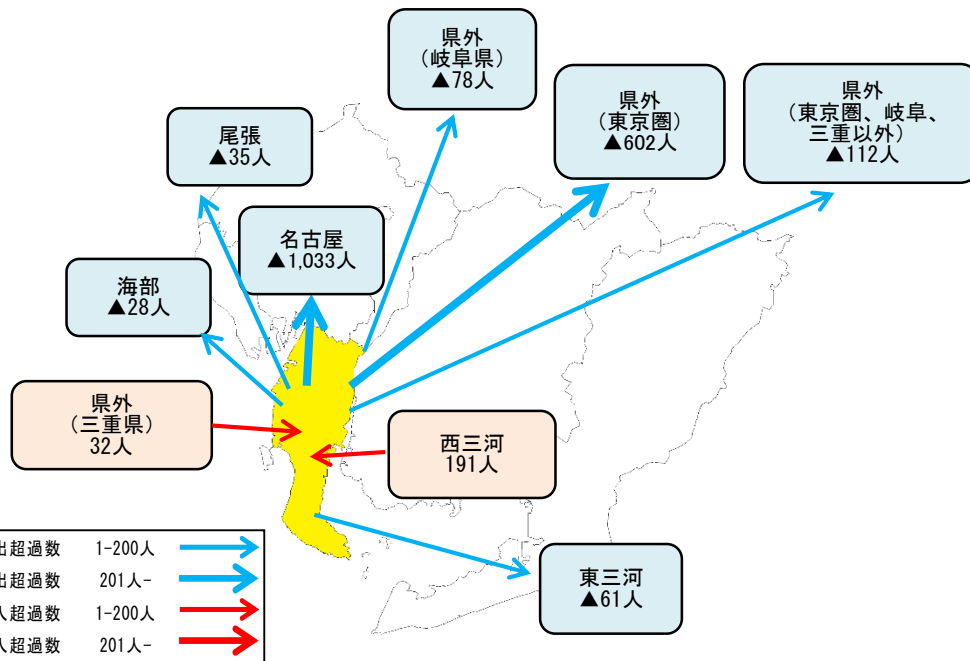 県外
(岐阜県)
▲78人
県外
(東京圏)
▲602人
県外
(東京圏、岐阜、
三重以外)
▲112人
尾張
▲35人
名古屋
▲1,033人
海部
▲28人
県外
(三重県)
32人
西三河
191人
東三河
▲61人
出超過数 1-200人
出超過数 201人-
入超過数 1-200人
入超過数 201人-